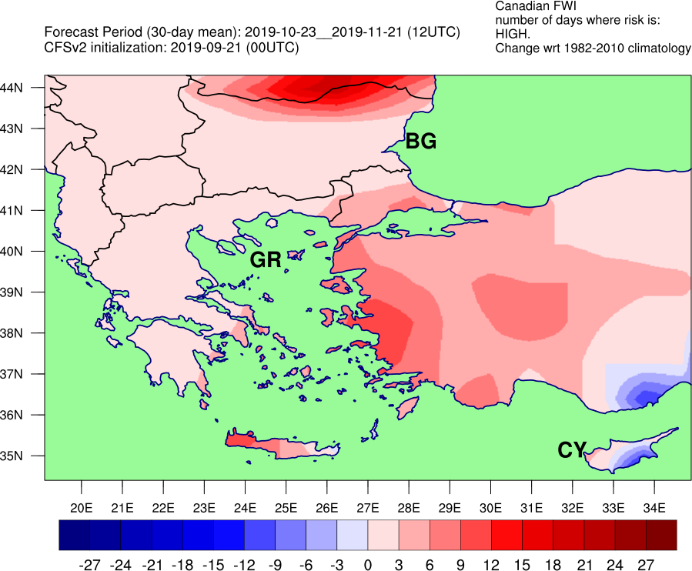 Canadian FWI
number of days where risk is:
HIGH.
Change wrt 1982-2010 climatology
Forecast Period (30-day mean): 2019-10-23__2019-11-21 (12UTC)
CFSv2 initialization: 2019-09-21 (00UTC)
44N
43N
BG
42N
41N
40N
GR
39N
38N
37N
36N
35N
CY
20E 21E 22E 23E 24E 25E 26E 27E 28E 29E 30E 31E 32E 33E 34E
-27 -24 -21 -18 -15 -12 -9 -6 -3 0 3 6 9 12 15 18 21 24 27